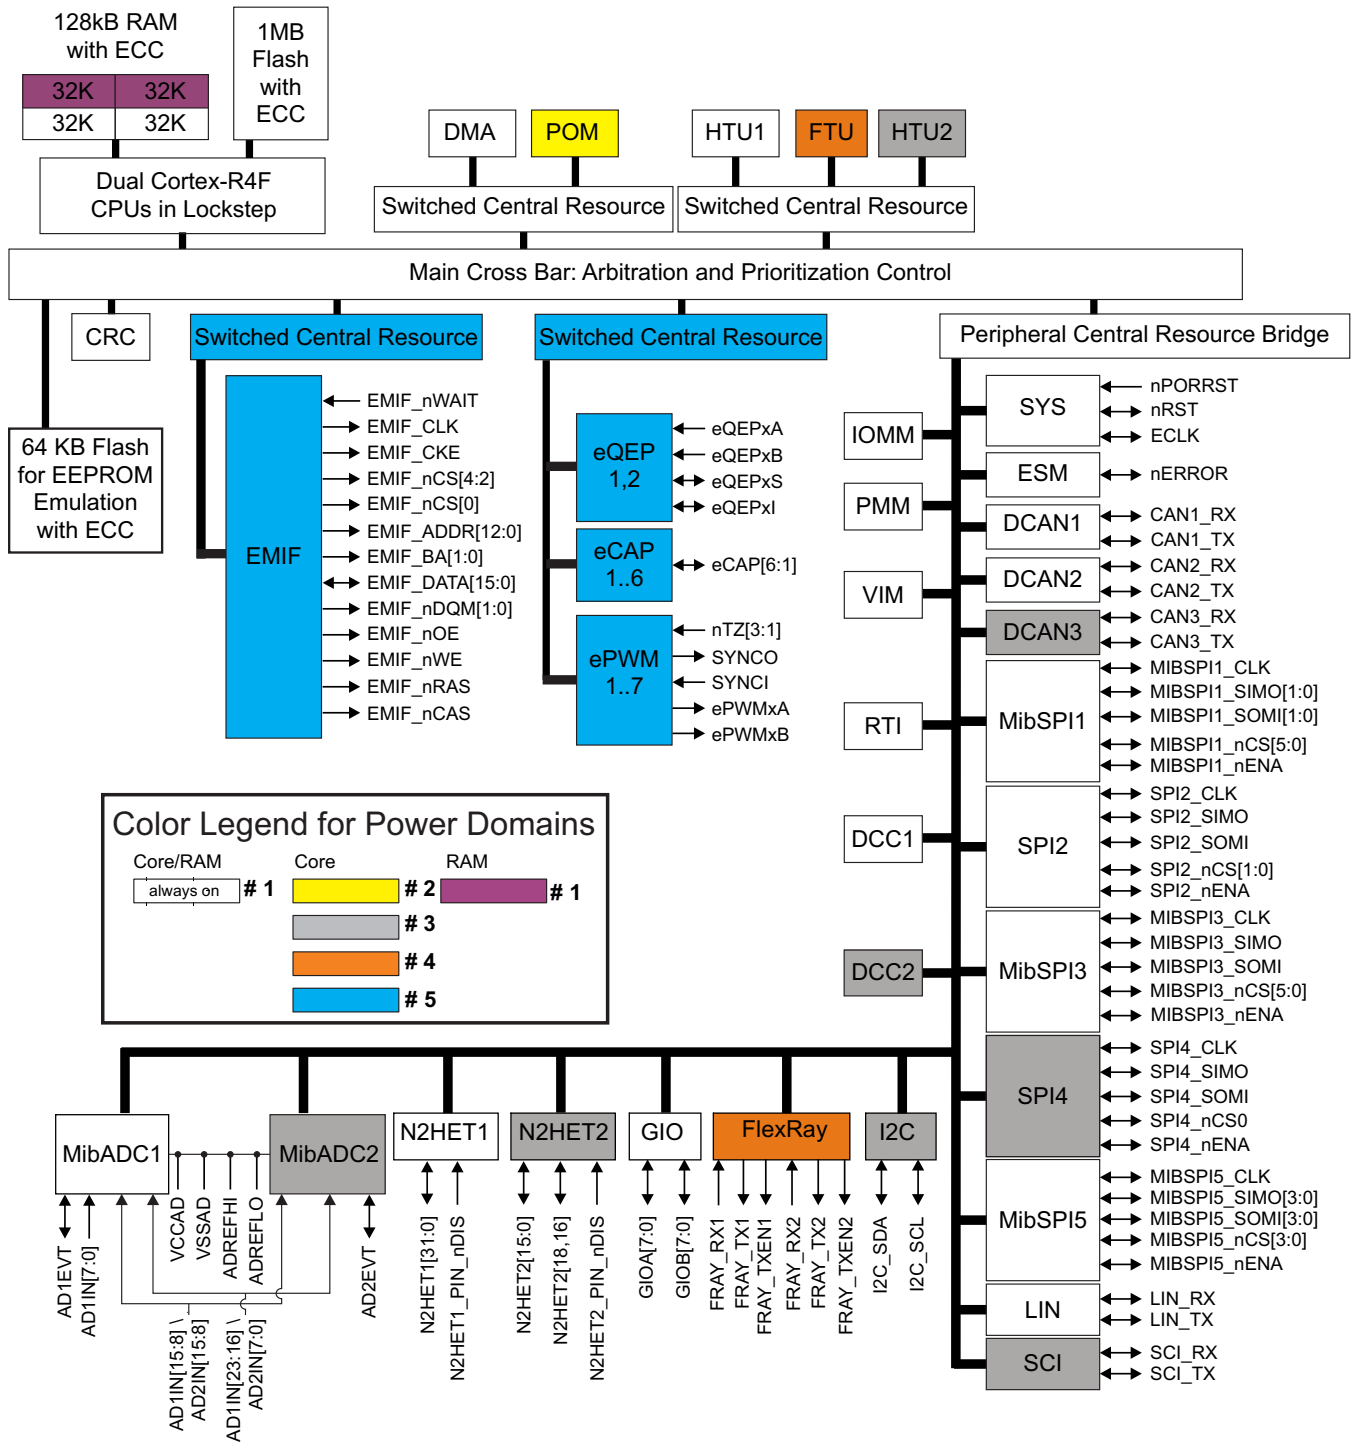 128kB RAM
with ECC
32K 32K
32K 32K
1MB
Flash
with
ECC
DMA
POM
HTU1
FTU
HTU2
Dual Cortex-R4F
CPUs in Lockstep
Switched Central Resource
Switched Central Resource
Main Cross Bar: Arbitration and Prioritization Control
CRC
Switched Central Resource
Switched Central Resource
Peripheral Central Resource Bridge
64 KB Flash
for EEPROM
Emulation
with ECC
EMIF
EMIF_nWAIT
EMIF_CLK
EMIF_CKE
EMIF_nCS[4:2]
EMIF_nCS[0]
EMIF_ADDR[12:0]
EMIF_BA[1:0]
EMIF_DATA[15:0]
EMIF_nDQM[1:0]
EMIF_nOE
EMIF_nWE
EMIF_nRAS
EMIF_nCAS
eQEP
1,2
eQEPxA
eQEPxB
eQEPxS
eQEPxI
eCAP
1..6
eCAP[6:1]
ePWM
1..7
nTZ[3:1]
SYNCO
SYNCI
ePWMxA
ePWMxB
IOMM
PMM
VIM
RTI
DCC1
DCC2
SYS
nPORRST
nRST
ECLK
ESM
nERROR
DCAN1
CAN1_RX
CAN1_TX
DCAN2
CAN2_RX
CAN2_TX
DCAN3
CAN3_RX
CAN3_TX
MibSPI1
MIBSPI1_CLK
MIBSPI1_SIMO[1:0]
MIBSPI1_SOMI[1:0]
MIBSPI1_nCS[5:0]
MIBSPI1_nENA
SPI2
SPI2_CLK
SPI2_SIMO
SPI2_SOMI
SPI2_nCS[1:0]
SPI2_nENA
MibSPI3
MIBSPI3_CLK
MIBSPI3_SIMO
MIBSPI3_SOMI
MIBSPI3_nCS[5:0]
MIBSPI3_nENA
SPI4
SPI4_CLK
SPI4_SIMO
SPI4_SOMI
SPI4_nCS0
SPI4_nENA
MibSPI5
MIBSPI5_CLK
MIBSPI5_SIMO[3:0]
MIBSPI5_SOMI[3:0]
MIBSPI5_nCS[3:0]
MIBSPI5_nENA
LIN
LIN_RX
LIN_TX
SCI
SCI_RX
SCI_TX
Color Legend for Power Domains
Core/RAM Core RAM
always on # 1 # 2 # 1
# 3
# 4
# 5
MibADC1
MibADC2
N2HET1
N2HET2
GIO
FlexRay
I2C
AD1EVT
AD1IN[7:0]
VCCAD
VSSAD
ADREFHI
ADREFLO
AD2EVT
AD1IN[15:8] \
AD2IN[15:8]
AD1IN[23:16] \
AD2IN[7:0]
N2HET1[31:0]
N2HET1_PIN_nDIS
N2HET2[15:0]
N2HET2[18,16]
N2HET2_PIN_nDIS
GIOA[7:0]
GIOB[7:0]
FRAY_RX1
FRAY_TX1
FRAY_TXEN1
FRAY_RX2
FRAY_TX2
FRAY_TXEN2
I2C_SDA
I2C_SCL